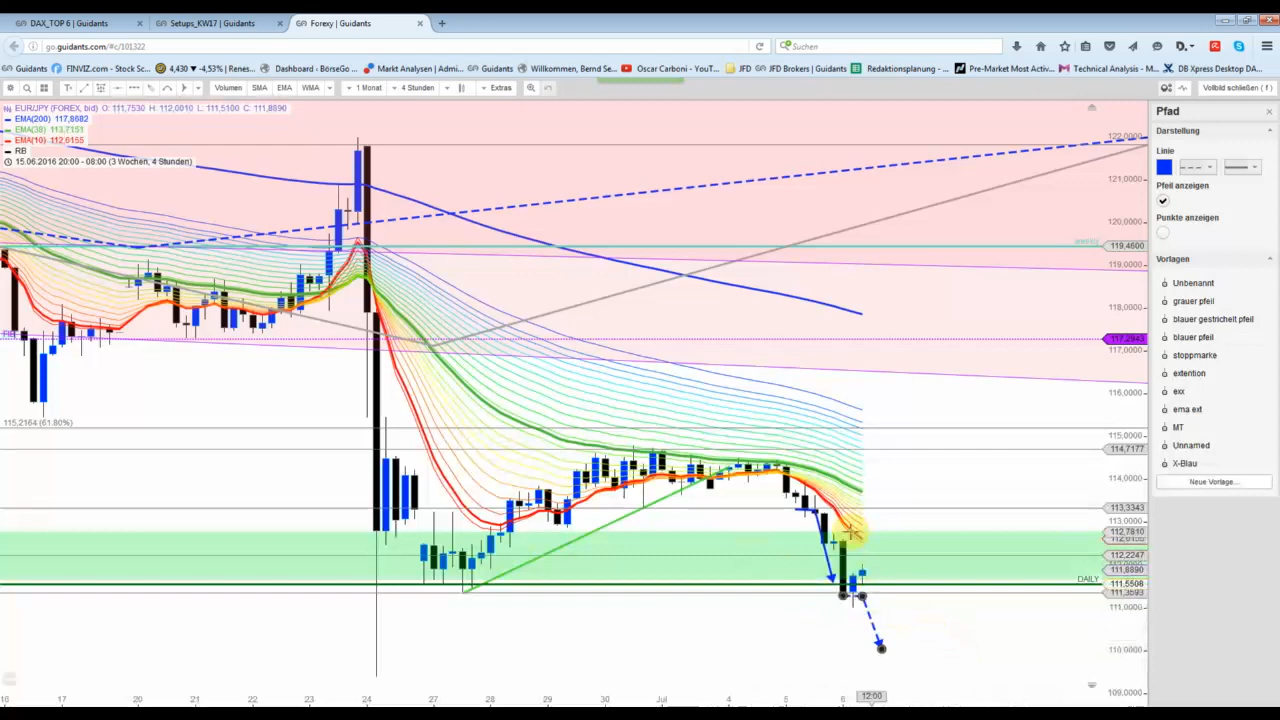 DAX_TOP 6 | Guidants
Setups_KW17 | Guidants
Forexy | Guidants
go.guidants.com/#c/101322
Suchen
Guidants
FINVIZ.com - Stock Sc...
4,430 ▾ -4,53% | Renes...
Dashboard ‹ BörseGo ...
Markt Analysen | Admi...
Guidants
Willkommen, Bernd Se...
Oscar Carboni - YouT...
JFD
JFD Brokers | Guidants
Redaktionsplanung - ...
Pre-Market Most Activ...
Technical Analysis - M...
DB Xpress Desktop DA...
Volumen
SMA
EMA
WMA
1 Monat
4 Stunden
Extras
Vollbild schließen ( f )
EUR/JPY (FOREX, bid) O: 111,7530 H: 112,0010 L: 111,5100 C: 111,8890
EMA(200) 117,8682
EMA(38) 113,7151
EMA(10) 112,6155
RB
15.06.2016 20:00 - 08:00 (3 Wochen, 4 Stunden)
122,0000
121,0000
120,0000
119,4600
119,0000
118,0000
117,2943
117,0000
116,0000
115,2164 (61.80%)
115,0000
114,7177
114,0000
113,3343
113,0000
112,7810
112,6155
112,2247
111,8890
DAILY
111,5508
111,3593
111,0000
110,0000
109,0000
16
17
20
21
22
23
24
27
28
29
30
Jul
4
5
6
12:00
Pfad
Darstellung
Linie
Pfeil anzeigen
Punkte anzeigen
Vorlagen
Unbenannt
grauer pfeil
blauer gestrichelt pfeil
blauer pfeil
stoppmarke
extention
exx
ema ext
MT
Unnamed
X-Blau
Neue Vorlage...